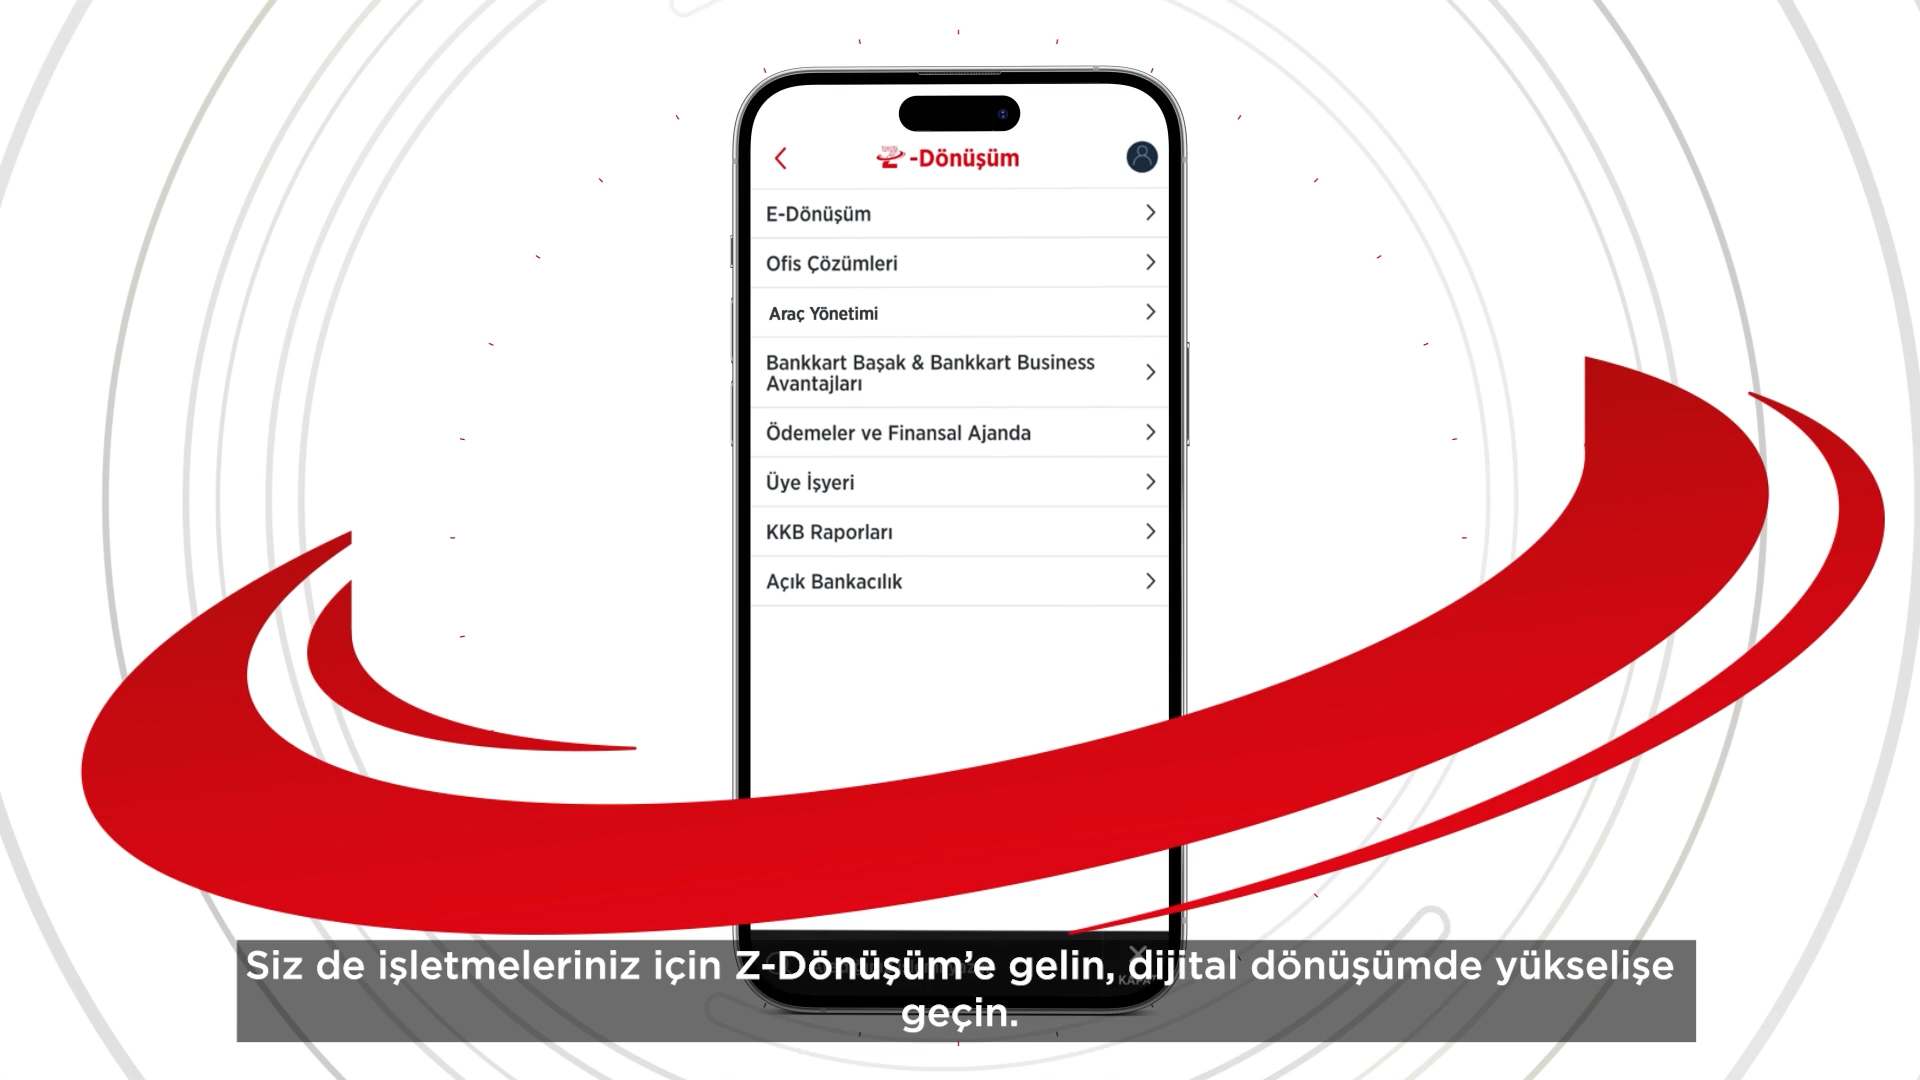 -Dönüşüm
E-Dönüşüm
Ofis Çözümleri
Araç Yönetimi
Bankkart Başak & Bankkart Business
Avantajları
Ödemeler ve Finansal Ajanda
Üye İşyeri
KKB Raporları
Açık Bankacılık
Siz de işletmeleriniz için Z-Dönüşüm’e gelin, dijital dönüşümde yükselişe
geçin.